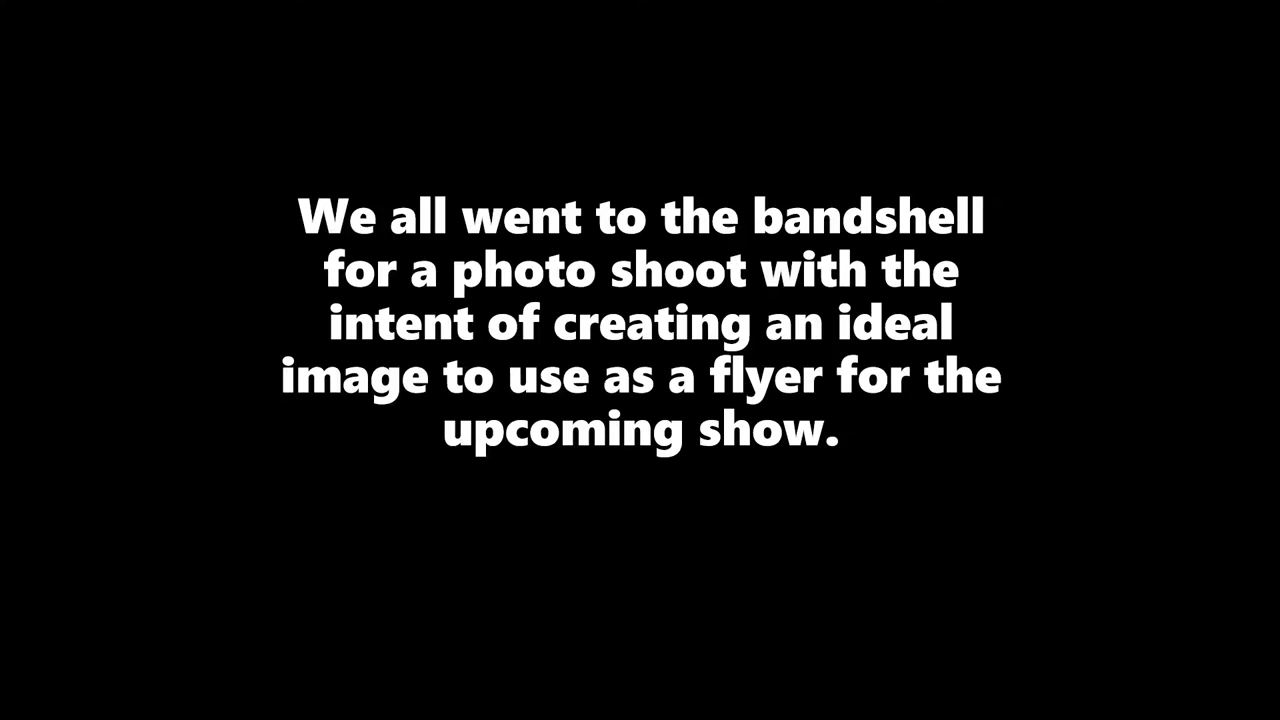 We all went to the bandshell
for a photo shoot with the
intent of creating an ideal
image to use as a flyer for the
upcoming show.